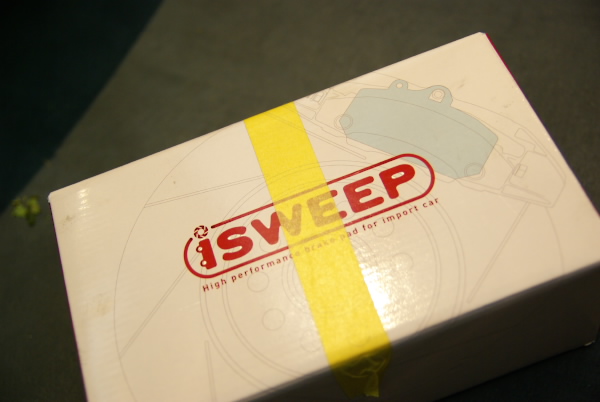 iSWEEP
High performance brake pad for import car